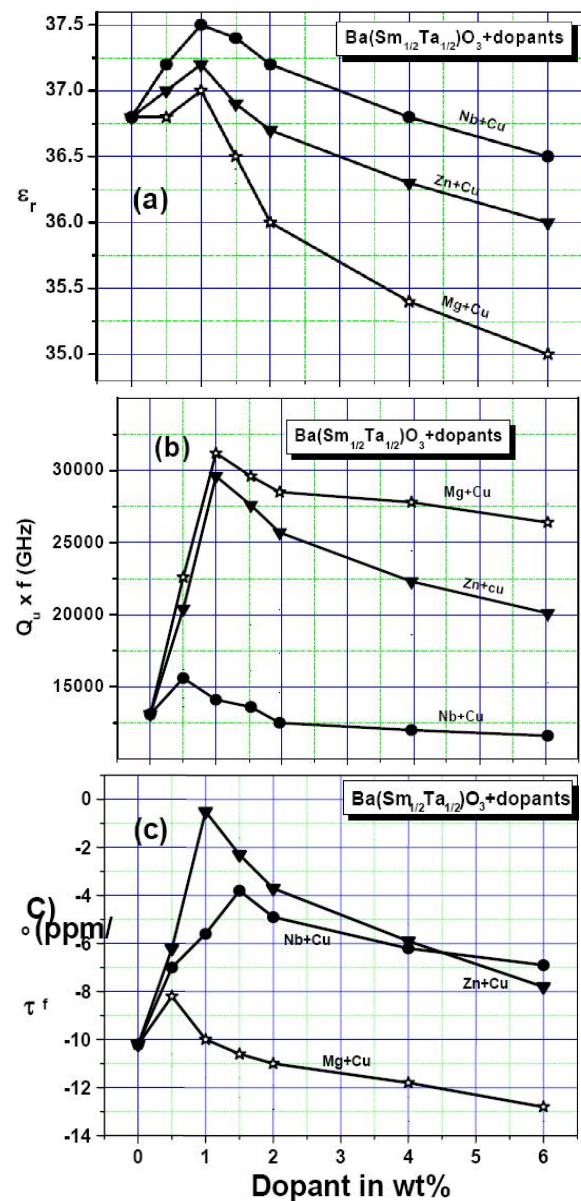 37.5
37.0
36.5
36.0
35.5
35.0
εr
(a)
Ba(Sm1/2Ta1/2)O3+dopants
Nb+Cu
Zn+Cu
Mg+Cu
30000
25000
20000
15000
Qu x f (GHz)
(b)
Ba(Sm1/2Ta1/2)O3+dopants
Mg+Cu
Zn+cu
Nb+Cu
0
-2
-4
-6
-8
-10
-12
-14
C)
°(ppm/
τ f
(c)
Ba(Sm1/2Ta1/2)O3+dopants
Nb+Cu
Zn+Cu
Mg+Cu
0 1 2 3 4 5 6
Dopant in wt%